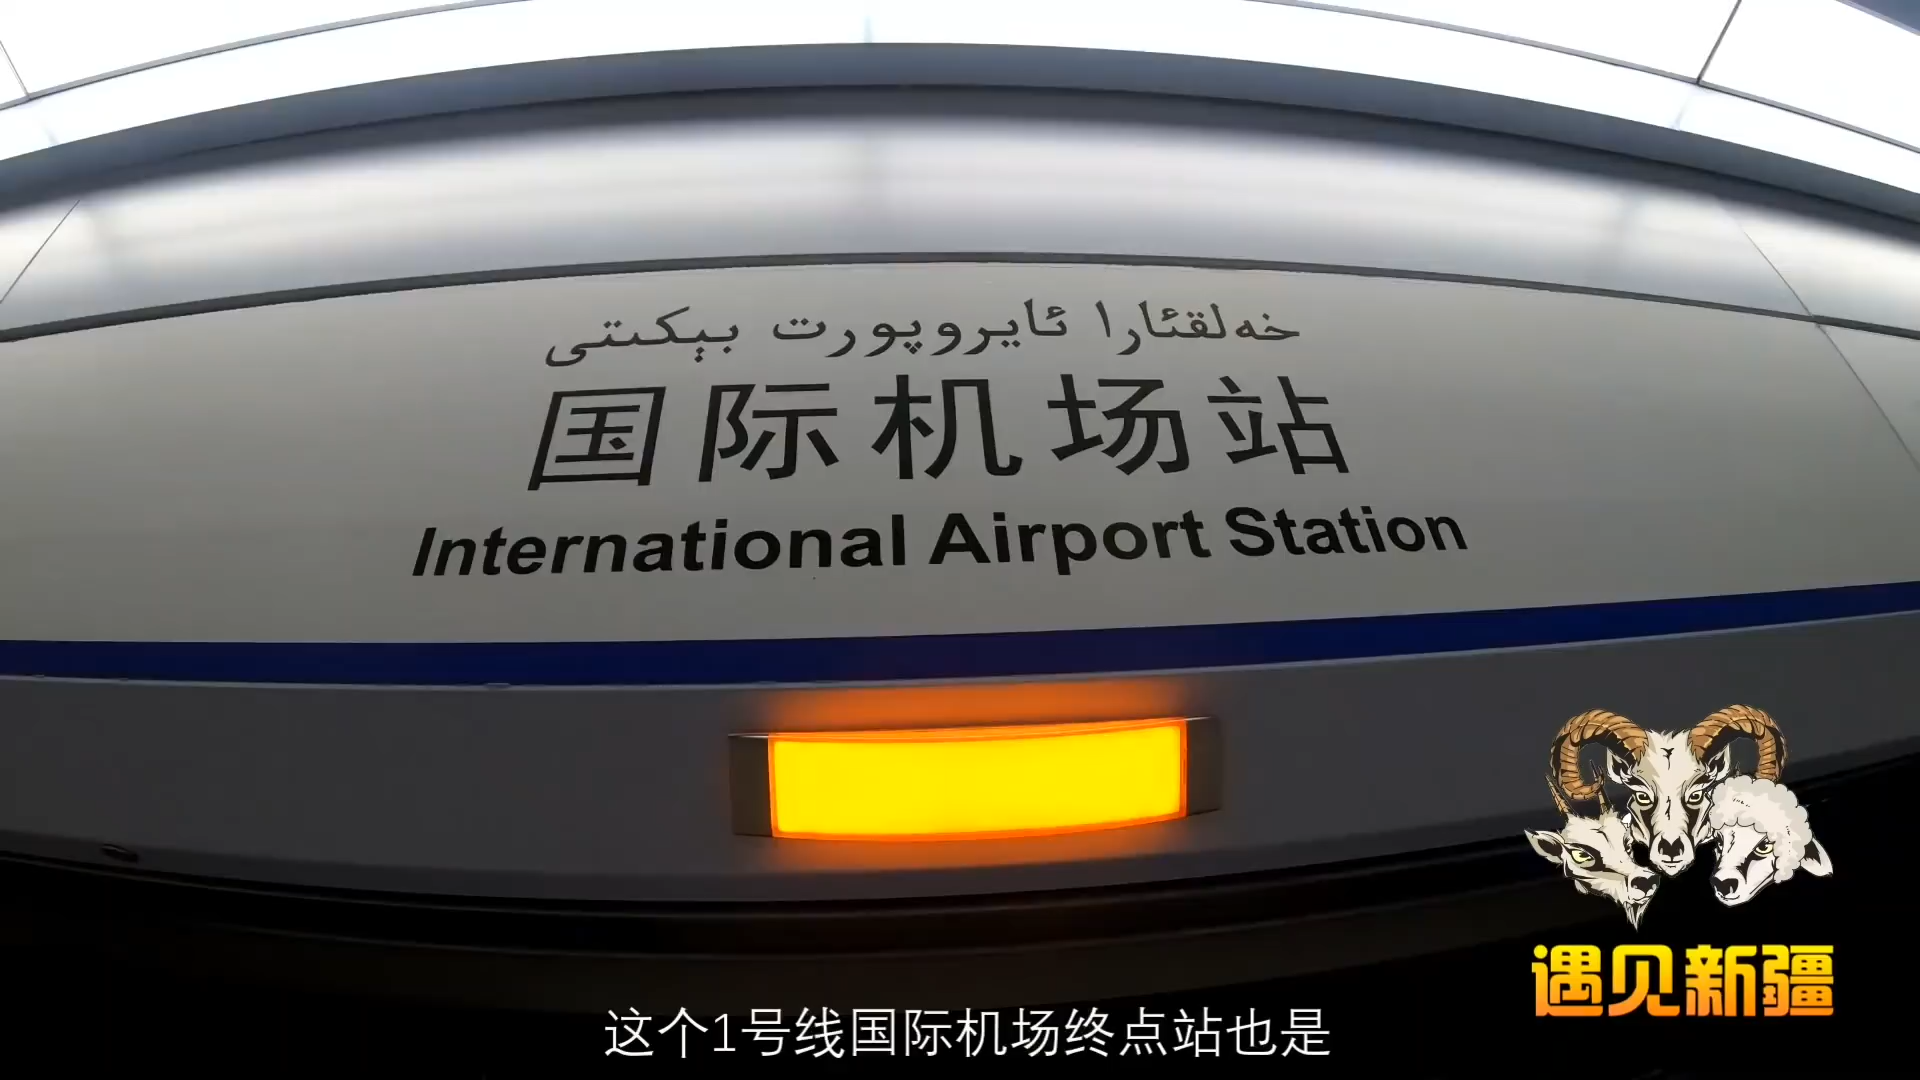 خەلقئارا ئايروپورت بېكىتى
国际机场站
International Airport Station
遇见新疆
这个1号线国际机场终点站也是